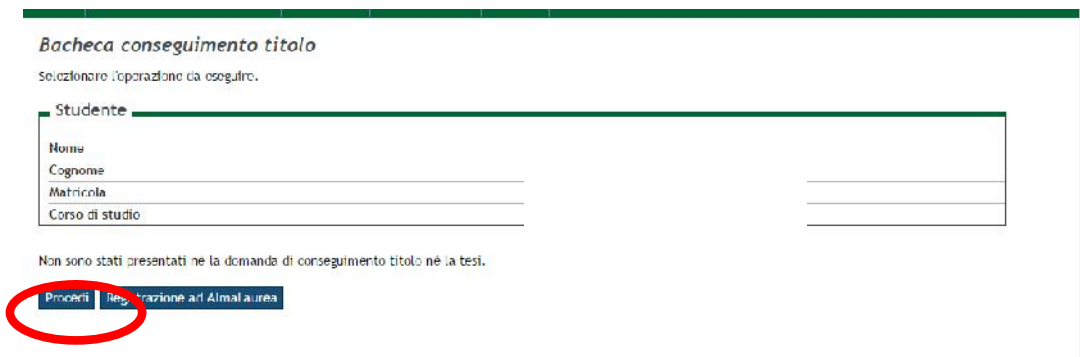 Bacheca conseguimento titolo
Selezionare l'operazione da eseguire.
Studente
Nome
Cognome
Matricola
Corso di studio
Non sono stati presentati né la domanda di conseguimento titolo né la tesi.
Procedi Registrazione ad AlmaLaurea